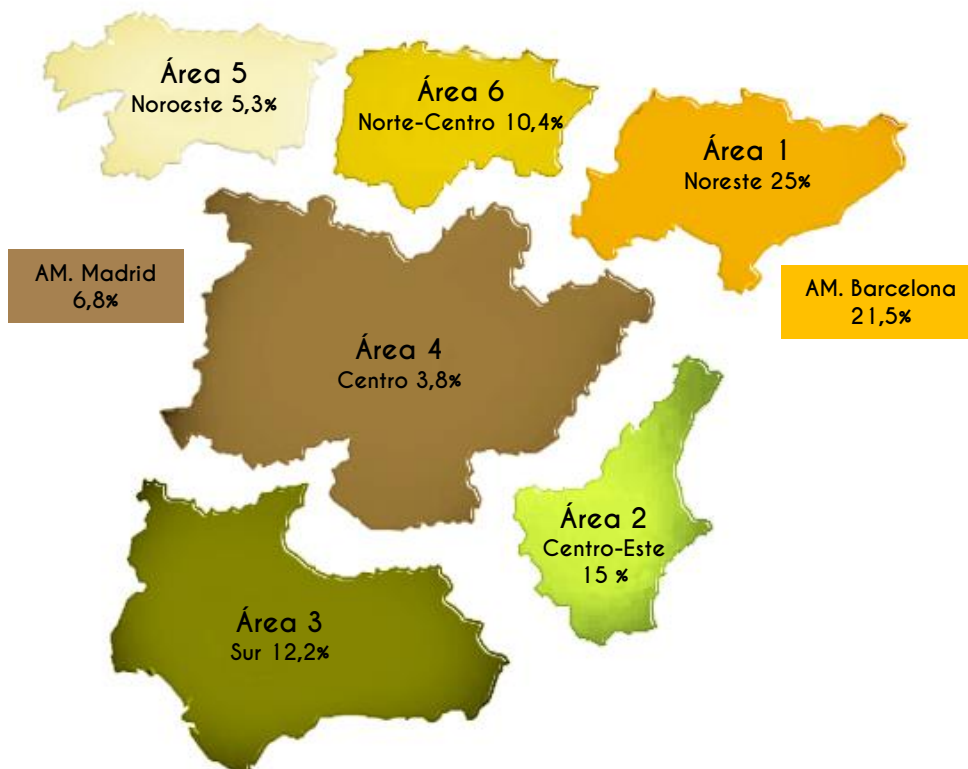 Área 5
Noroeste 5,3%
Área 6
Norte-Centro 10,4%
Área 1
Noreste 25%
AM. Madrid
6,8%
AM. Barcelona
21,5%
Área 4
Centro 3,8%
Área 2
Centro-Este
15 %
Área 3
Sur 12,2%